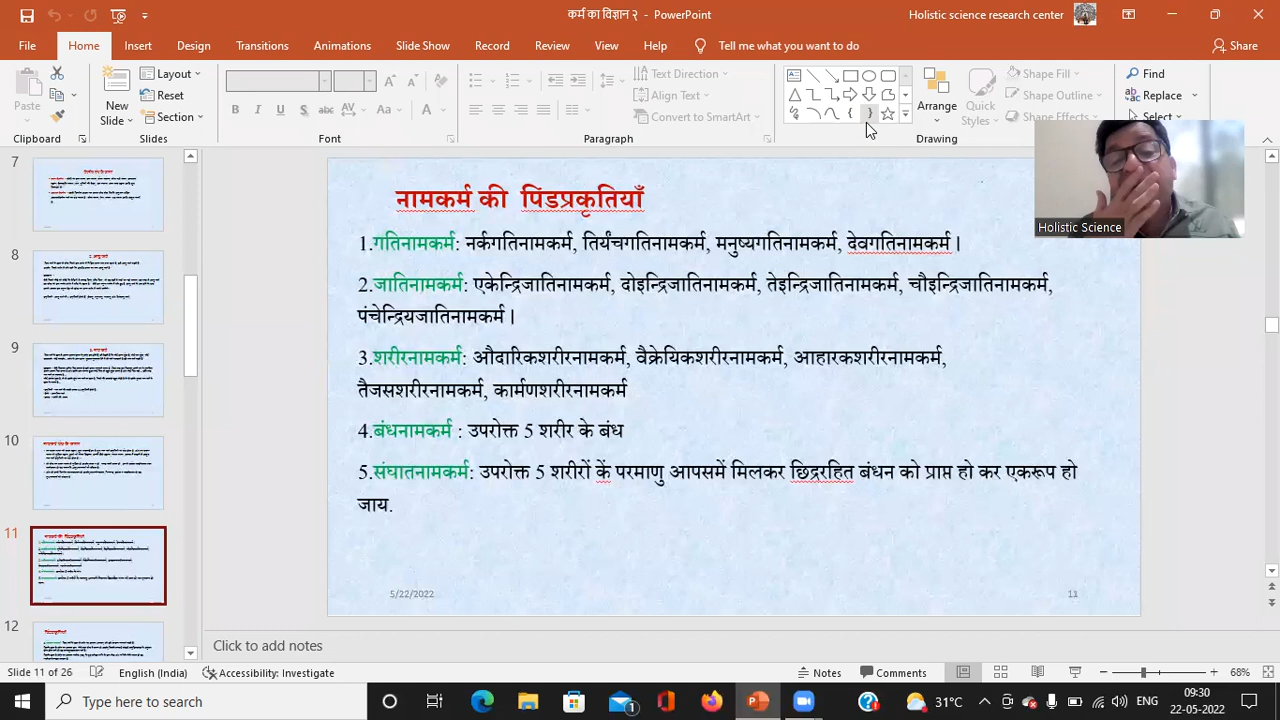 कर्म का विज्ञान २ - PowerPoint
Holistic science research center
File Home Insert Design Transitions Animations Slide Show Record Review View Help Tell me what you want to do Share
Paste
New Slide
Layout
Reset
Section
B I U S abc AV Aa A
Text Direction
Align Text
Convert to SmartArt
Arrange
Quick Styles
Shape Fill
Shape Outline
Shape Effects
Find
Replace
Select
Clipboard Slides Font Paragraph Drawing
7
8
9
10
11
12
नामकर्म की पिंडप्रकृतियाँ
1.गतिनामकर्म: नर्कगतिनामकर्म, तिर्यंचगतिनामकर्म, मनुष्यगतिनामकर्म, देवगतिनामकर्म ।
2.जातिनामकर्म: एकेन्द्रिजातिनामकर्म, दोइन्द्रिजातिनामकर्म, तेइन्द्रिजातिनामकर्म, चौइन्द्रिजातिनामकर्म,
पंचेन्द्रियजातिनामकर्म ।
3.शरीरनामकर्म: औदारिकशरीरनामकर्म, वैक्रेयिकशरीरनामकर्म, आहारकशरीरनामकर्म,
तैजसशरीरनामकर्म, कार्मणशरीरनामकर्म
4.बंधनामकर्म : उपरोक्त 5 शरीर के बंध
5.संघातनामकर्म: उपरोक्त 5 शरीरों कें परमाणु आपसमें मिलकर छिद्ररहित बंधन को प्राप्त हो कर एकरूप हो
जाय.
5/22/2022
11
Holistic Science
Click to add notes
Slide 11 of 26 English (India) Accessibility: Investigate Notes Comments 68%
Type here to search
1
31°C ENG
09:30
22-05-2022